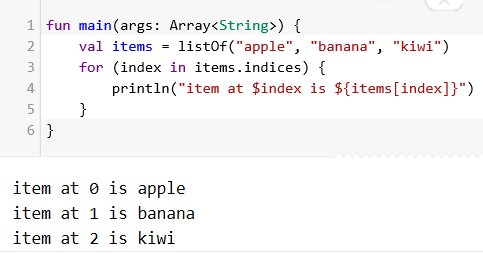 1 fun main(args: Array<String>) {
2     val items = listOf("apple", "banana", "kiwi")
3     for (index in items.indices) {
4         println("item at $index is ${items[index]}")
5     }
6 }
item at 0 is apple
item at 1 is banana
item at 2 is kiwi